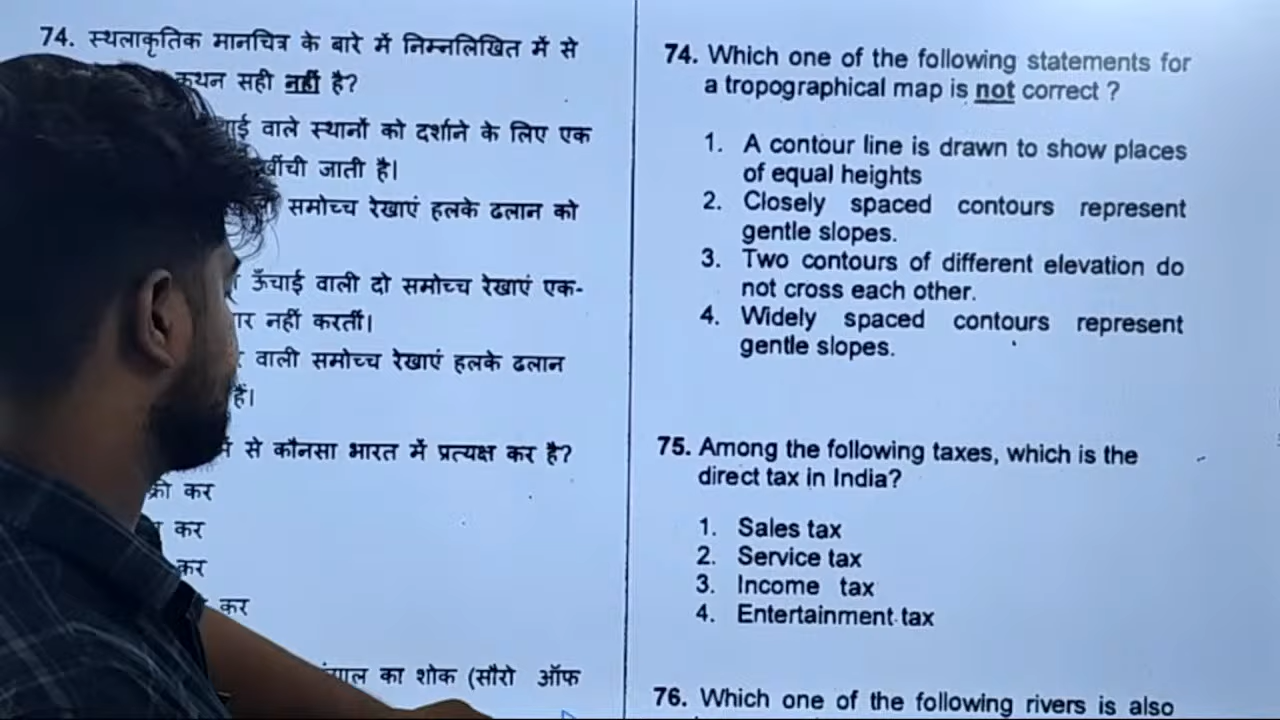 74. स्थलाकृतिक मानचित्र के बारे में निम्नलिखित में से
कथन सही नहीं है?
वाले स्थानों को दर्शाने के लिए एक
खींची जाती है।
समोच्च रेखाएं हलके ढलान को
ऊँचाई वाली दो समोच्च रेखाएं एक-
नहीं करतीं।
वाली समोच्च रेखाएं हलके ढलान
हैं।
से कौनसा भारत में प्रत्यक्ष कर है?
कर
कर
कर
कर
का शोक (सौरो ऑफ
74. Which one of the following statements for
a tropographical map is not correct ?
1. A contour line is drawn to show places
of equal heights
2. Closely spaced contours represent
gentle slopes.
3. Two contours of different elevation do
not cross each other.
4. Widely spaced contours represent
gentle slopes.
75. Among the following taxes, which is the
direct tax in India?
1. Sales tax
2. Service tax
3. Income tax
4. Entertainment tax
76. Which one of the following rivers is also